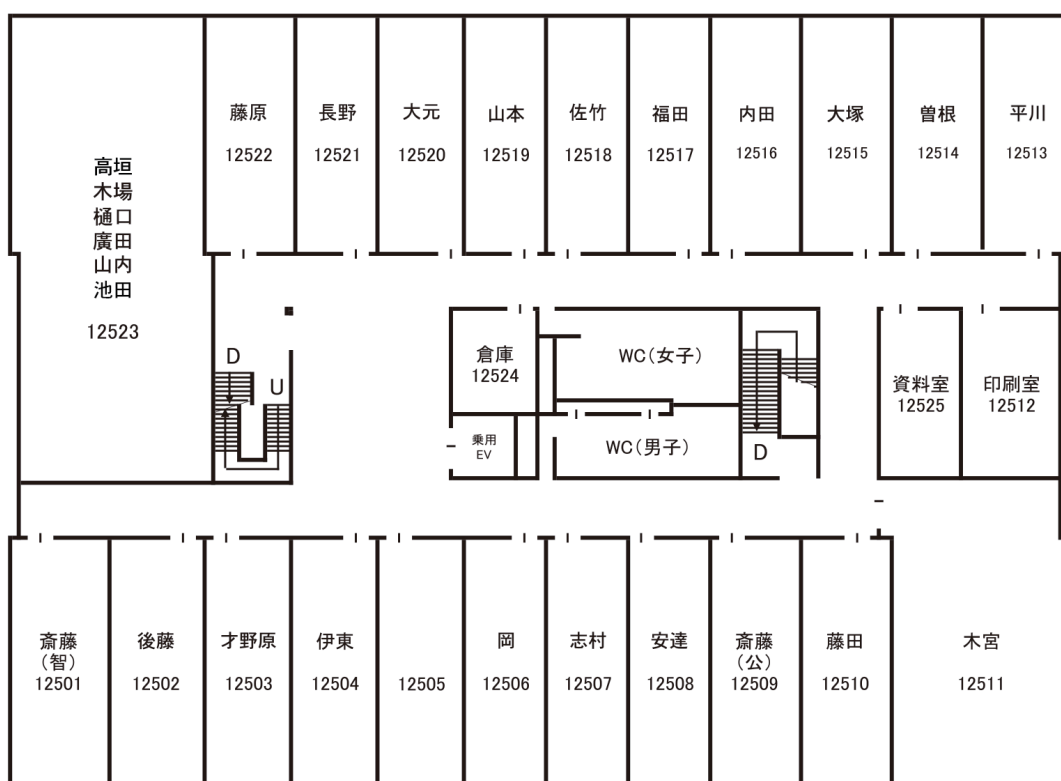 高垣
木場
樋口
廣田
山内
池田
12523
藤原
12522
長野
12521
大元
12520
山本
12519
佐竹
12518
福田
12517
内田
12516
大塚
12515
曽根
12514
平川
12513
D
U
倉庫
12524
乗用
EV
WC(女子)
WC(男子)
D
資料室
12525
印刷室
12512
斎藤
(智)
12501
後藤
12502
才野原
12503
伊東
12504
12505
岡
12506
志村
12507
安達
12508
斎藤
(公)
12509
藤田
12510
木宮
12511